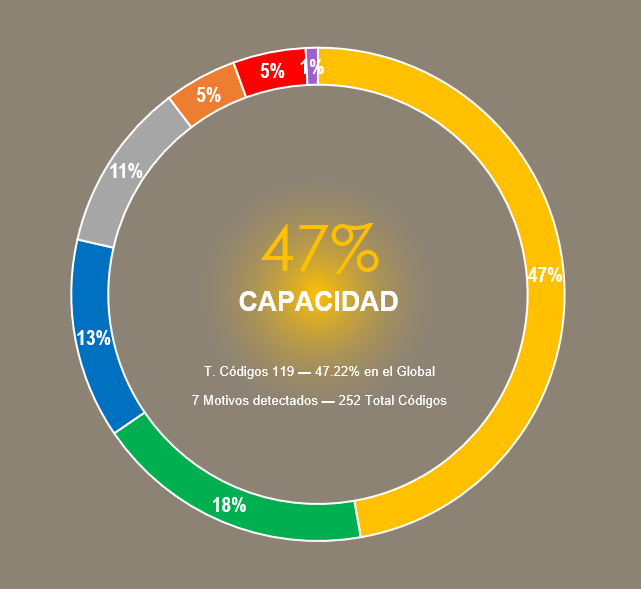 5%
1%
5%
11%
47%
CAPACIDAD
47%
13%
T. Códigos 119 — 47.22% en el Global
7 Motivos detectados — 252 Total Códigos
18%